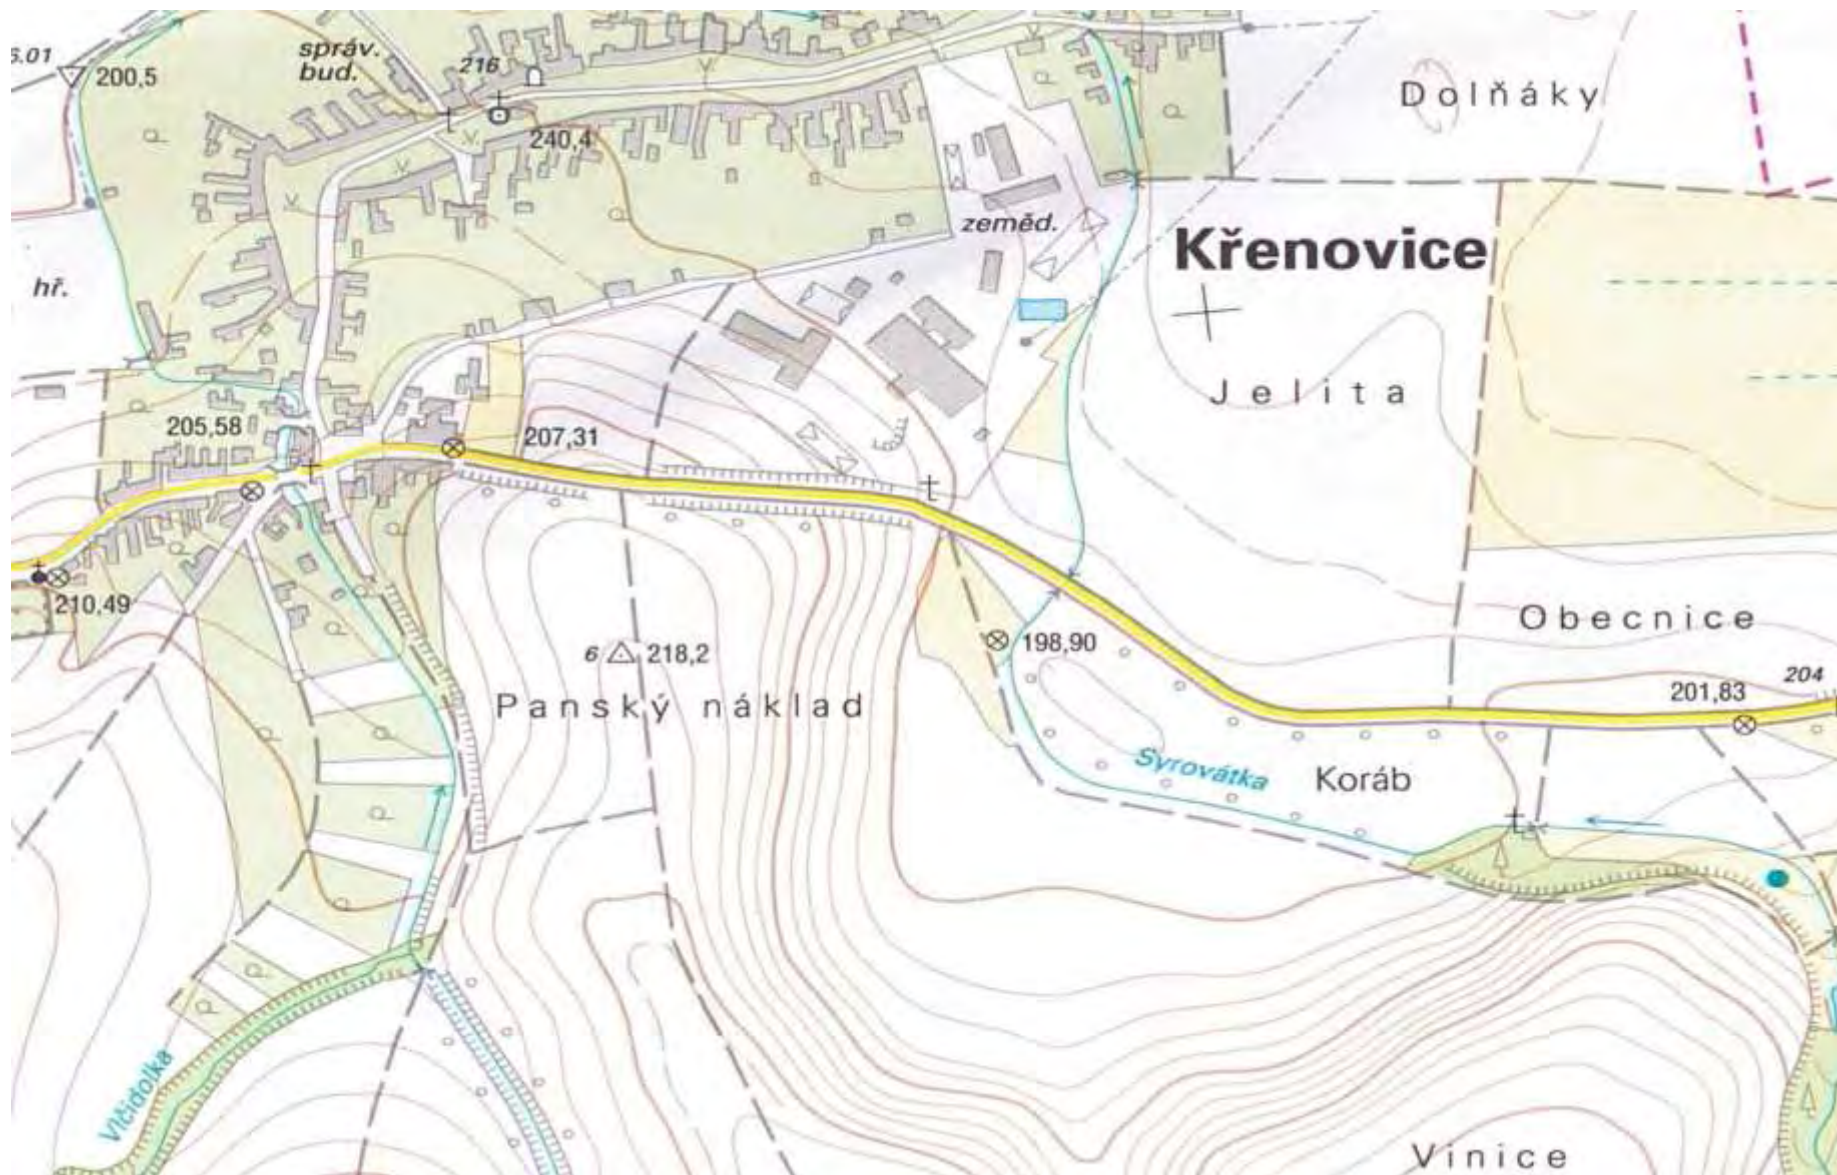 6.01
200,5
správ.
bud.
216
240,4
Dolňáky
zeměd.
Křenovice
hř.
Jelita
205,58
207,31
210,49
6
218,2
198,90
Obecnice
204
201,83
Panský náklad
Syrovátka
Koráb
Vlčidolka
Vinice